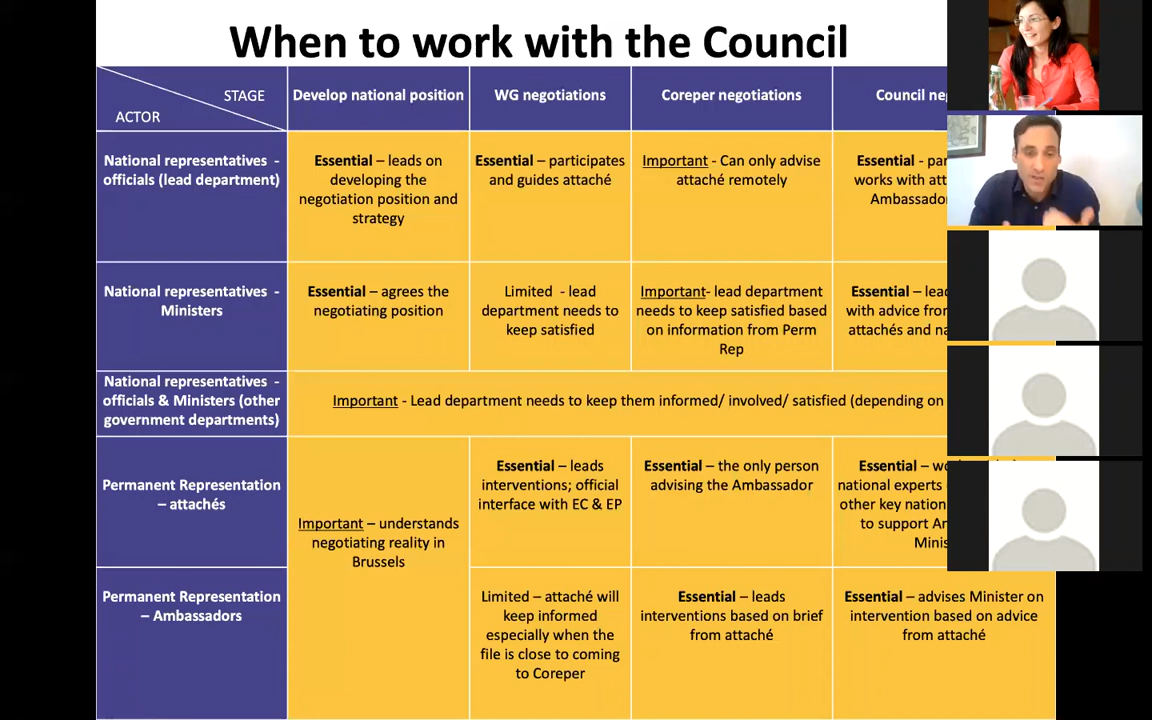 When to work with the Council
STAGE
ACTOR
Develop national position
WG negotiations
Coreper negotiations
Council
National representatives -
officials (lead department)
Essential – leads on
developing the
negotiation position and
strategy
Essential – participates
and guides attaché
Important - Can only advise
attaché remotely
Essential -
works with
National representatives -
Ministers
Essential – agrees the
negotiating position
Limited - lead
department needs to
keep satisfied
Important- lead department
needs to keep satisfied based
on information from Perm
Rep
Essential –
with advice
attachés and
National representatives -
officials & Ministers (other
government departments)
Important - Lead department needs to keep them informed/ involved/ satisfied (depending on
Permanent Representation
– attachés
Important – understands
negotiating reality in
Brussels
Essential – leads
interventions; official
interface with EC & EP
Essential – the only person
advising the Ambassador
Essential –
national experts
other key
to support
Permanent Representation
– Ambassadors
Limited – attaché will
keep informed
especially when the
file is close to coming
to Coreper
Essential – leads
interventions based on brief
from attaché
Essential – advises Minister on
intervention based on advice
from attaché